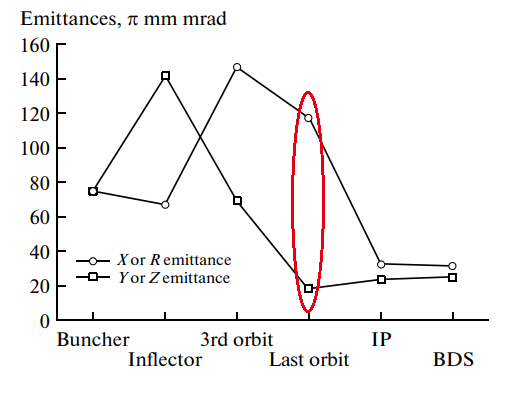 Emittances, π mm mrad
160
140
120
100
80
60
40
20
0
X or R emittance
Y or Z emittance
Buncher
Inflector
3rd orbit
Last orbit
IP
BDS